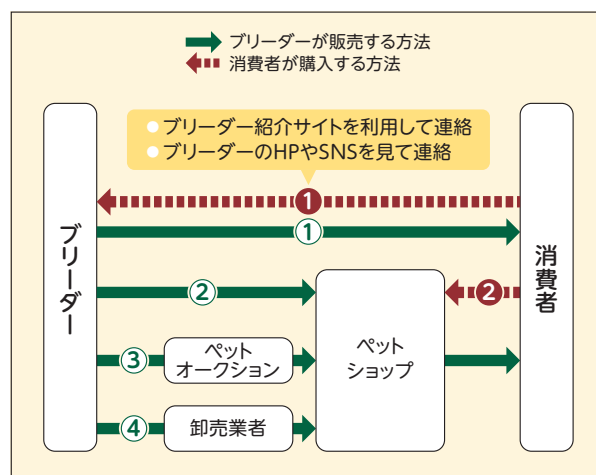 ブリーダーが販売する方法
消費者が購入する方法
ブリーダー紹介サイトを利用して連絡
ブリーダーのHPやSNSを見て連絡
❶
①
ブリーダー
消費者
②
❷
③
ペット
オークション
ペット
ショップ
④
卸売業者